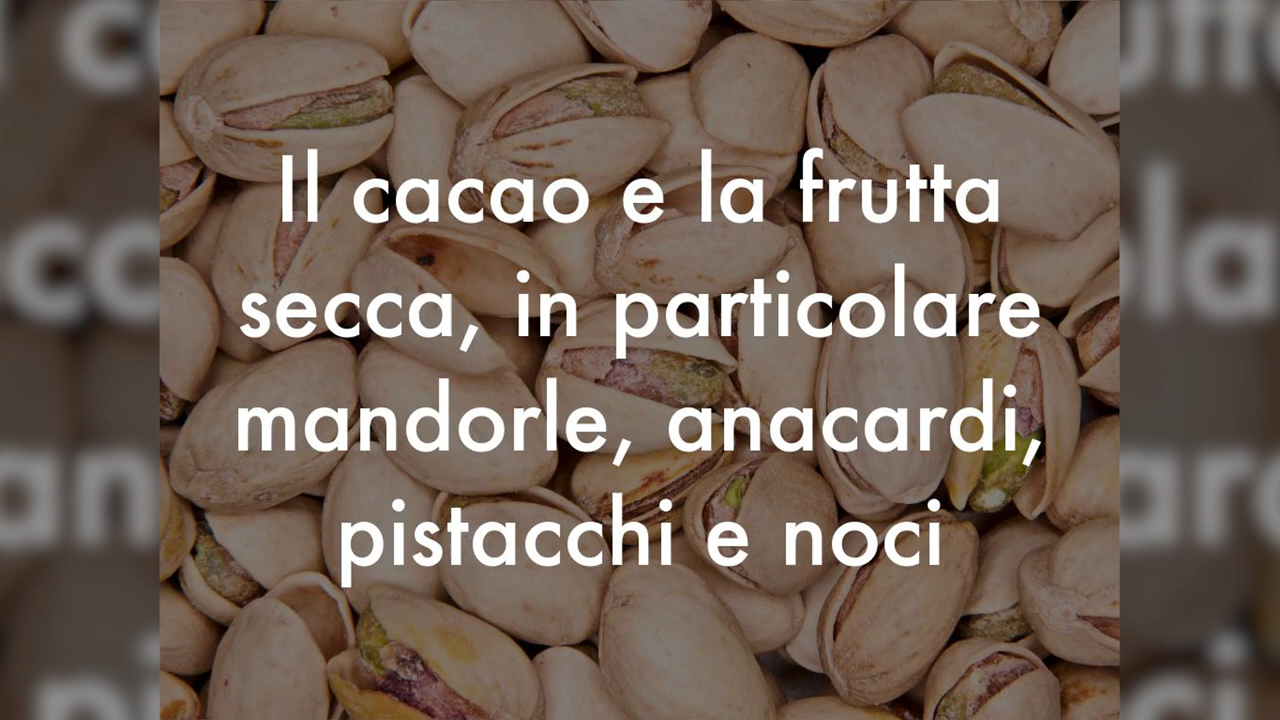 Il cacao e la frutta
secca, in particolare
mandorle, anacardi,
pistacchi e noci